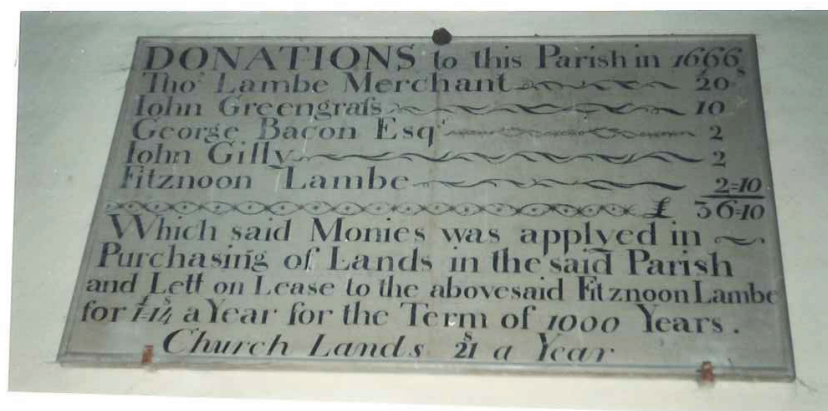 DONATIONS to this Parish in 1666
Thoˢ Lambe Merchant £20 s
Iohn Greengraſs 10
George Bacon Esqʳ 2
Iohn Gilly 2
Fitznoon Lambe 2=10
£ 36=10
Which said Monies was applyed in
Purchasing of Lands in the said Parish
and Lett on Lease to the abovesaid Fitznoon Lambe
for £1=14s a Year for the Term of 1000 Years.
Church Lands 21s a Year